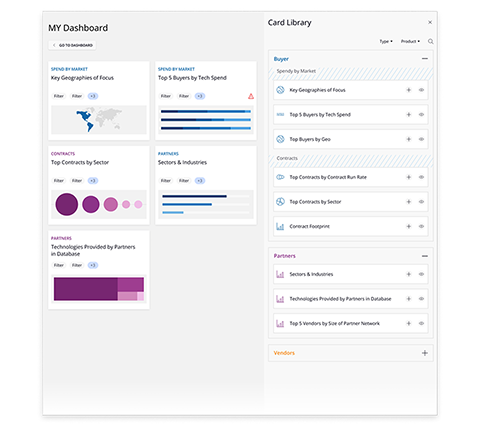 MY Dashboard
GO TO DASHBOARD
SPEND BY MARKET
Key Geographies of Focus
Filter Filter +3
SPEND BY MARKET
Top 5 Buyers by Tech Spend
Filter Filter +3
CONTRACTS
Top Contracts by Sector
Filter Filter +3
PARTNERS
Sectors & Industries
Filter Filter +3
PARTNERS
Technologies Provided by Partners
in Database
Filter Filter +3
Card Library
Type Product
Buyer
Spendy by Market
Key Geographies of Focus
Top 5 Buyers by Tech Spend
Top Buyers by Geo
Contracts
Top Contracts by Contract Run Rate
Top Contracts by Sector
Contract Footprint
Partners
Sectors & Industries
Technologies Provided by Partners in Database
Top 5 Vendors by Size of Partner Network
Vendors